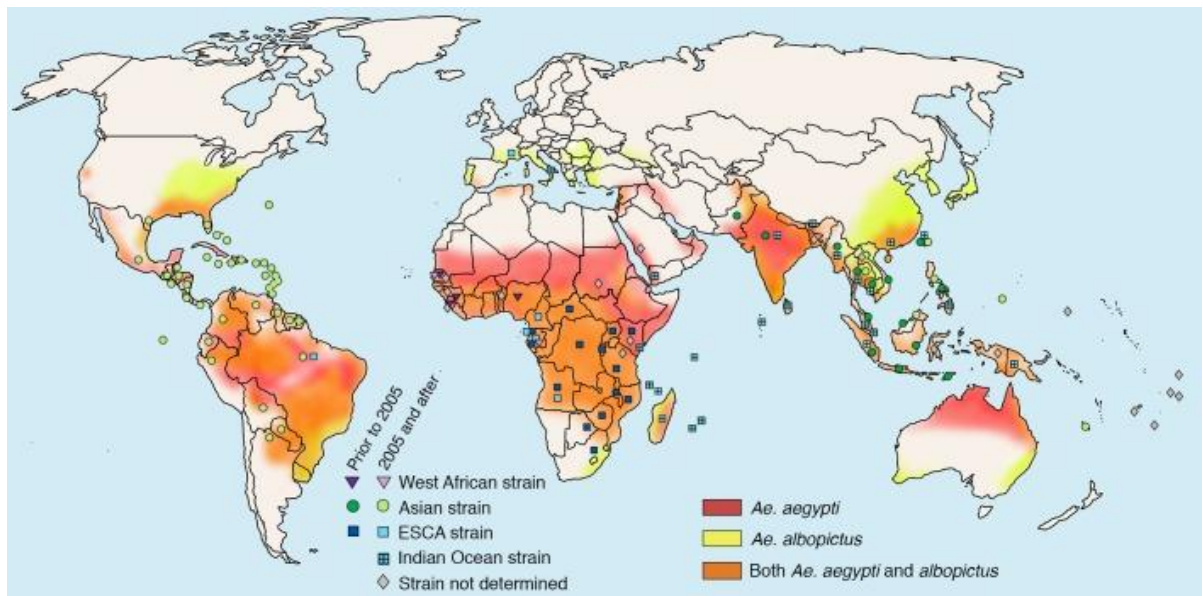 Prior to 2005
2005 and after
West African strain
Asian strain
ESCA strain
Indian Ocean strain
Strain not determined
Ae. aegypti
Ae. albopictus
Both Ae. aegypti and albopictus